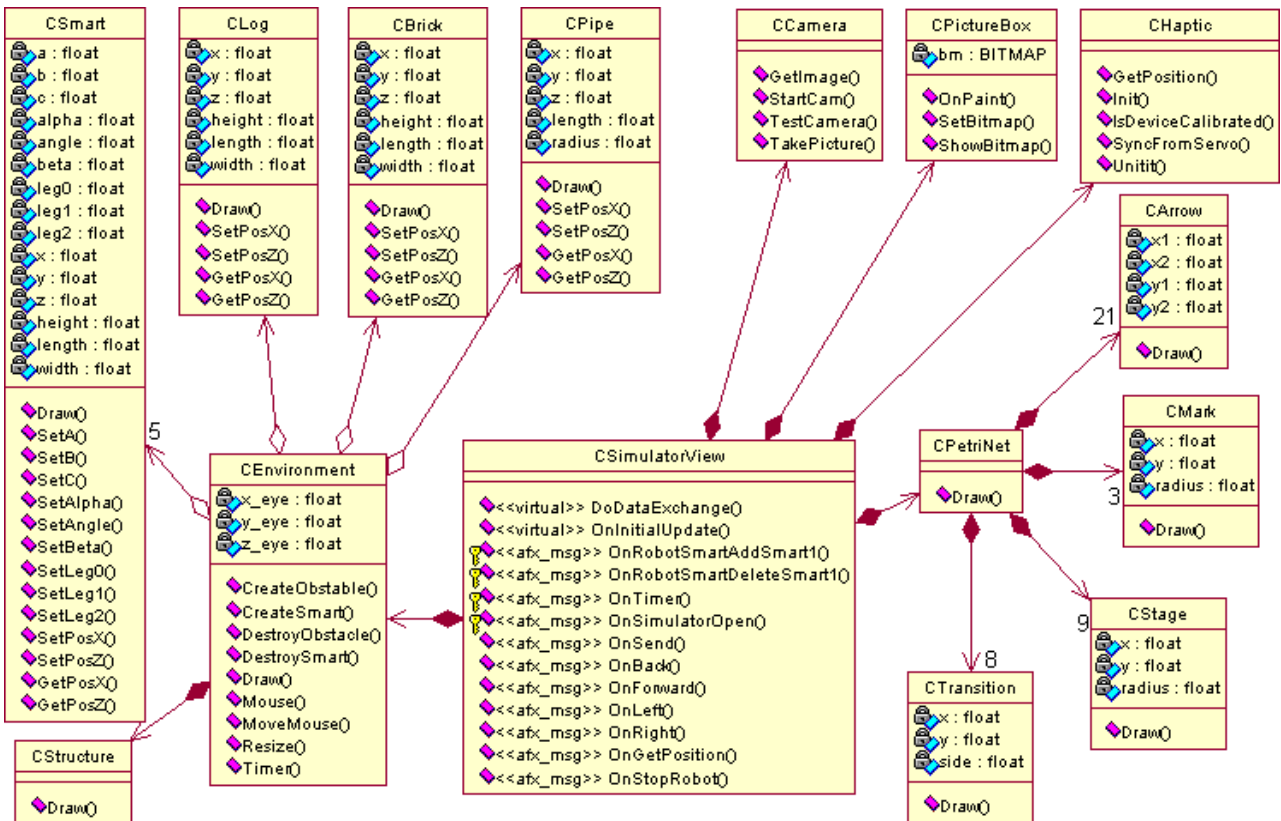 CSmart
a : float
b : float
c : float
alpha : float
angle : float
beta : float
leg0 : float
leg1 : float
leg2 : float
x : float
y : float
z : float
height : float
length : float
width : float
Draw()
SetA()
SetB()
SetC()
SetAlpha()
SetAngle()
SetBeta()
SetLeg0()
SetLeg1()
SetLeg2()
SetPosX()
SetPosZ()
GetPosX()
GetPosZ()
CLog
x : float
y : float
z : float
height : float
length : float
width : float
Draw()
SetPosX()
SetPosZ()
GetPosX()
GetPosZ()
CBrick
x : float
y : float
z : float
height : float
length : float
width : float
Draw()
SetPosX()
SetPosZ()
GetPosX()
GetPosZ()
CPipe
x : float
y : float
z : float
length : float
radius : float
Draw()
SetPosX()
SetPosZ()
GetPosX()
GetPosZ()
CCamera
GetImage()
StartCam()
TestCamera()
TakePicture()
CPictureBox
bm : BITMAP
OnPaint()
SetBitmap()
ShowBitmap()
CHaptic
GetPosition()
Init()
IsDeviceCalibrated()
SyncFromServo()
Unitit()
CArrow
x1 : float
x2 : float
y1 : float
y2 : float
Draw()
21
5
CEnvironment
x_eye : float
y_eye : float
z_eye : float
CreateObstable()
CreateSmart()
DestroyObstacle()
DestroySmart()
Draw()
Mouse()
MoveMouse()
Resize()
Timer()
CSimulatorView
<<virtual>> DoDataExchange()
<<virtual>> OnInitialUpdate()
<<afx_msg>> OnRobotSmartAddSmart1()
<<afx_msg>> OnRobotSmartDeleteSmart1()
<<afx_msg>> OnTimer()
<<afx_msg>> OnSimulatorOpen()
<<afx_msg>> OnSend()
<<afx_msg>> OnBack()
<<afx_msg>> OnForward()
<<afx_msg>> OnLeft()
<<afx_msg>> OnRight()
<<afx_msg>> OnGetPosition()
<<afx_msg>> OnStopRobot()
CPetriNet
Draw()
CMark
x : float
y : float
radius : float
Draw()
3
CStage
x : float
y : float
radius : float
Draw()
9
8
CTransition
x : float
y : float
side : float
Draw()
CStructure
Draw()